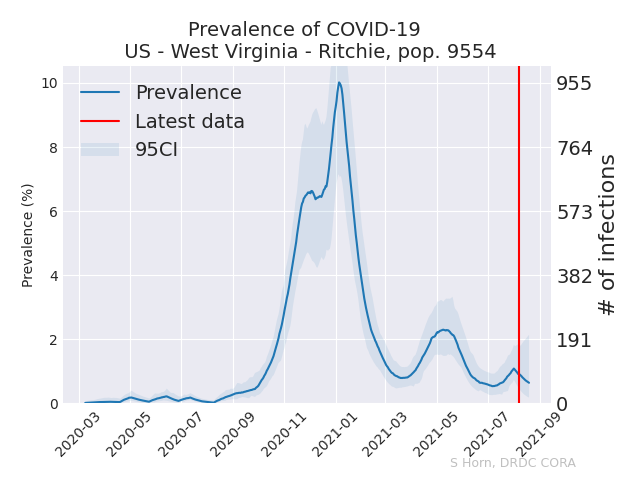 Prevalence of COVID-19
US - West Virginia - Ritchie, pop. 9554
Prevalence
Latest data
95CI
Prevalence (%)
10
8
6
4
2
0
955
764
573
382
191
0
# of infections
2020-03
2020-05
2020-07
2020-09
2020-11
2021-01
2021-03
2021-05
2021-07
2021-09
S Horn, DRDC CORA